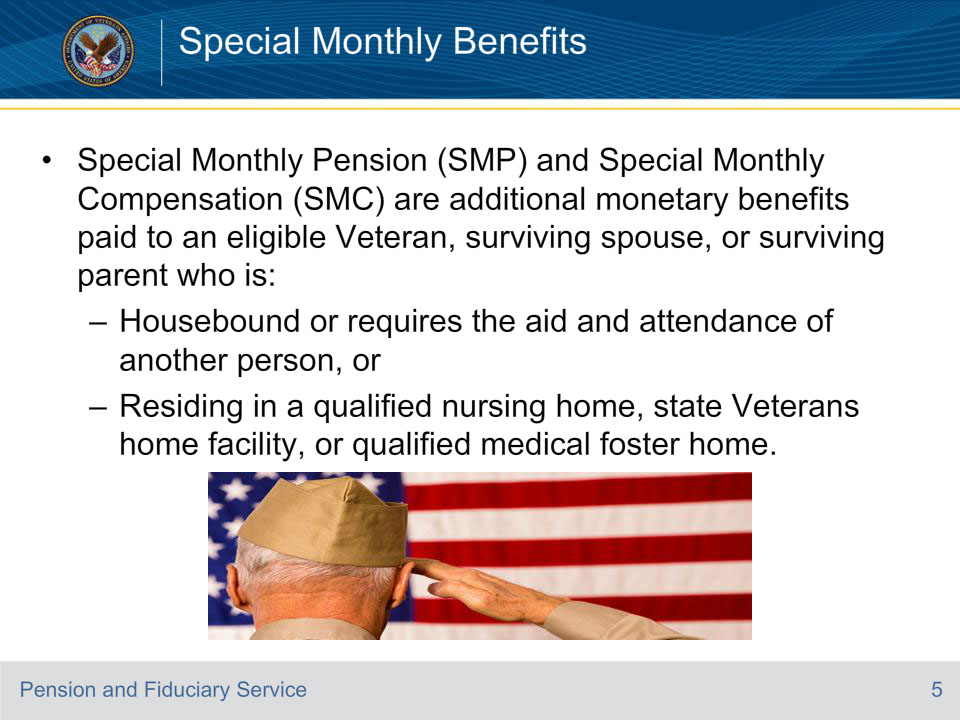 Special Monthly Benefits
• Special Monthly Pension (SMP) and Special Monthly
Compensation (SMC) are additional monetary benefits
paid to an eligible Veteran, surviving spouse, or surviving
parent who is:
– Housebound or requires the aid and attendance of
another person, or
– Residing in a qualified nursing home, state Veterans
home facility, or qualified medical foster home.
Pension and Fiduciary Service
5